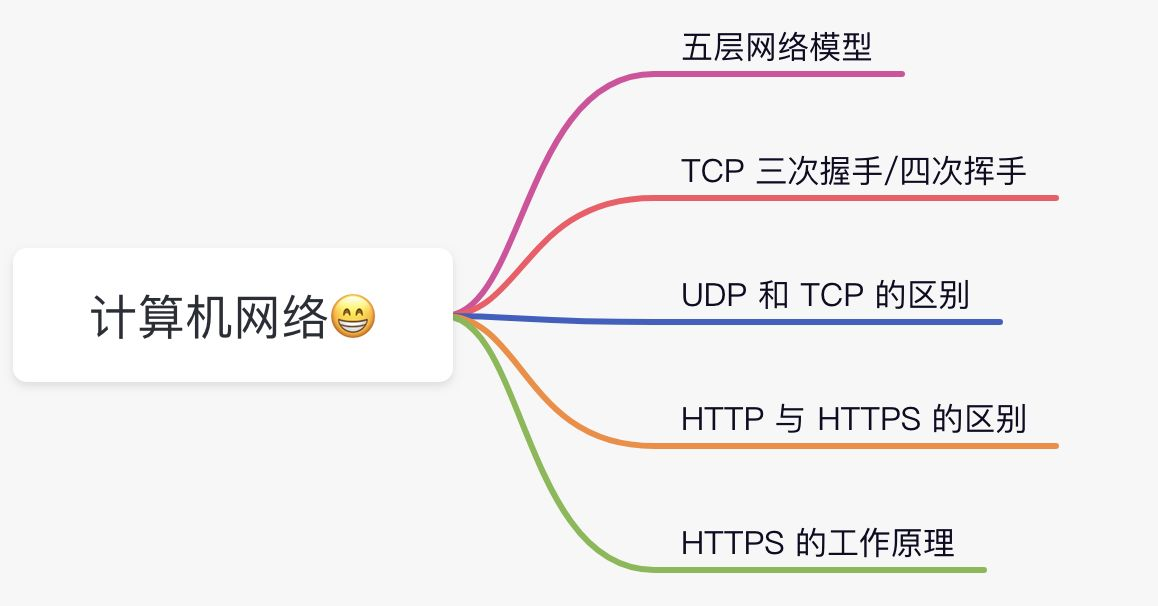 五层网络模型
TCP 三次握手/四次挥手
UDP 和 TCP 的区别
计算机网络😁
HTTP 与 HTTPS 的区别
HTTPS 的工作原理